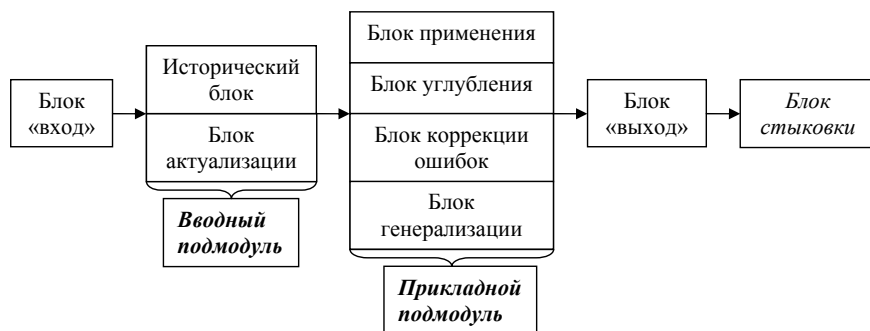 Блок
«вход»
Исторический
блок
Блок
актуализации
Вводный
подмодуль
Блок применения
Блок углубления
Блок коррекции
ошибок
Блок
генерализации
Прикладной
подмодуль
Блок
«выход»
Блок
стыковки